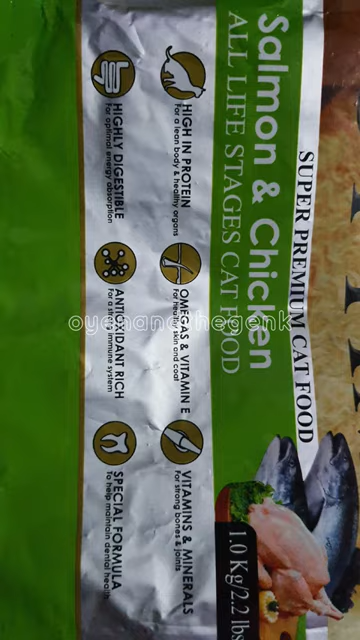 SUPER PREMIUM CAT FOOD
Salmon & Chicken
ALL LIFE STAGES CAT FOOD
HIGH IN PROTEIN
For a lean body & healthy organs
OMEGAS & VITAMIN E
For healthy skin and coat
VITAMINS & MINERALS
For strong bones & joints
HIGHLY DIGESTIBLE
For optimal energy absorption
ANTIOXIDANT RICH
For a strong immune system
SPECIAL FORMULA
To help maintain dental health
1.0 Kg/2.2 lbs